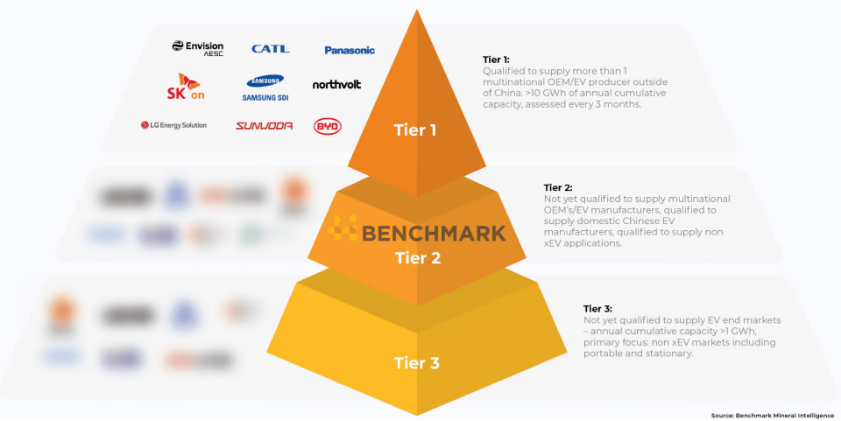 Envision
AESC
CATL
Panasonic
SK on
SAMSUNG
SAMSUNG SDI
northvolt
LG Energy Solution
SUNWODA
BYD
Tier 1
Tier 1:
Qualified to supply more than 1
multinational OEM/EV producer outside
of China. >10 GWh of annual cumulative
capacity, assessed every 3 months.
BENCHMARK
Tier 2
Tier 2:
Not yet qualified to supply multinational
OEM's/EV manufacturers, qualified to
supply domestic Chinese EV
manufacturers, qualified to supply non
xEV applications.
Tier 3
Tier 3:
Not yet qualified to supply EV end markets
– annual cumulative capacity >1 GWh,
primary focus: non xEV markets including
portable and stationary.
Source: Benchmark Mineral Intelligence